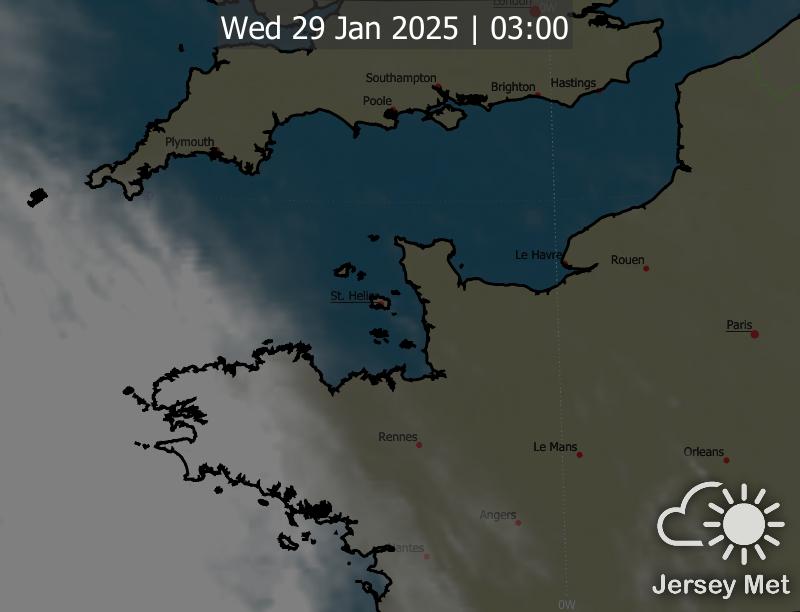 London
0W
Wed 29 Jan 2025 | 03:00
Southampton
Brighton
Hastings
Poole
Plymouth
Le Havre
Rouen
St. Helier
Paris
Rennes
Le Mans
Orleans
Angers
Nantes
Jersey Met
0W